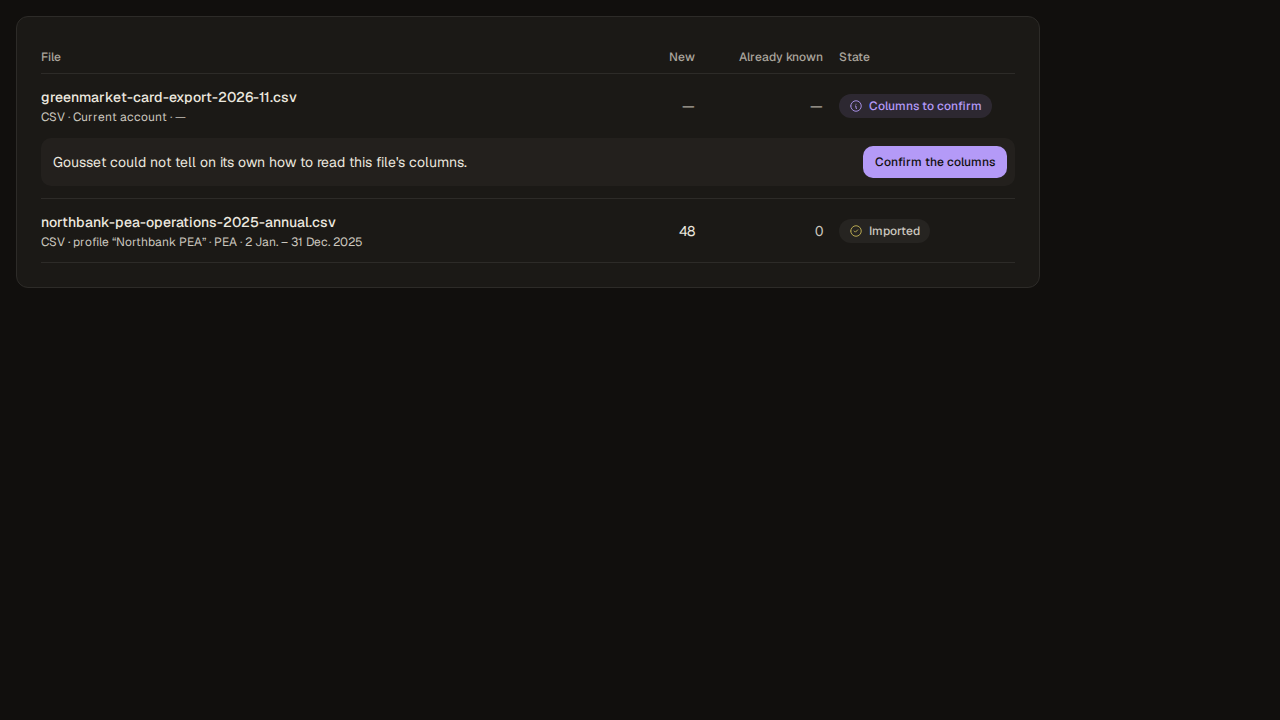 File New Already known State
greenmarket-card-export-2026-11.csv
CSV · Current account · —
— — Columns to confirm
Gousset could not tell on its own how to read this file's columns.
Confirm the columns
northbank-pea-operations-2025-annual.csv
CSV · profile “Northbank PEA” · PEA · 2 Jan. – 31 Dec. 2025
48 0 Imported